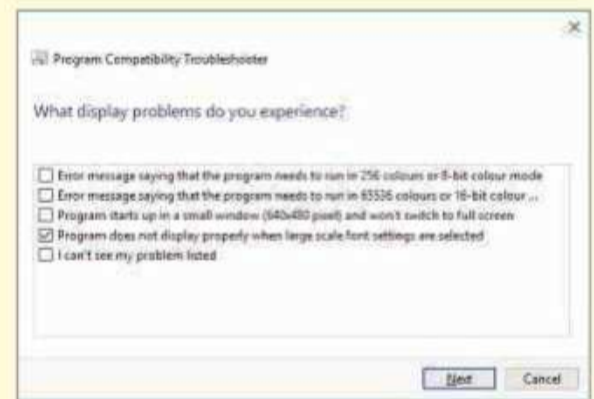 Program Compatibility Troubleshooter
What display problems do you experience?
Error message saying that the program needs to run in 256 colours or 8-bit colour mode
Error message saying that the program needs to run in 65536 colours or 16-bit colour ...
Program starts up in a small window (640x480 pixel) and won't switch to full screen
Program does not display properly when large scale font settings are selected
I can't see my problem listed
Next Cancel